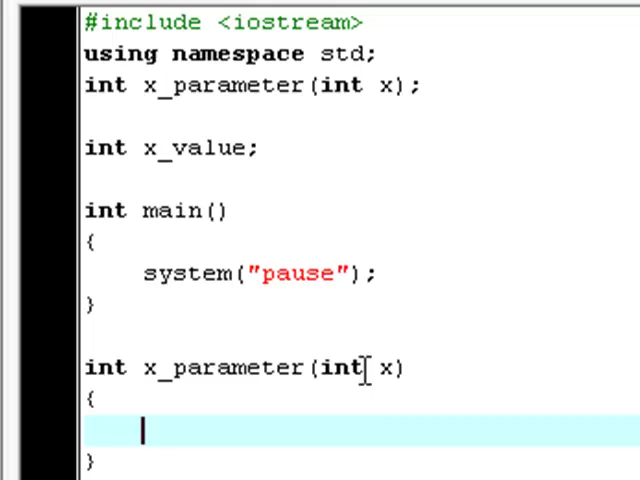 #include <iostream>
using namespace std;
int x_parameter(int x);
int x_value;
int main()
{
system("pause");
}
int x_parameter(int x)
{
}